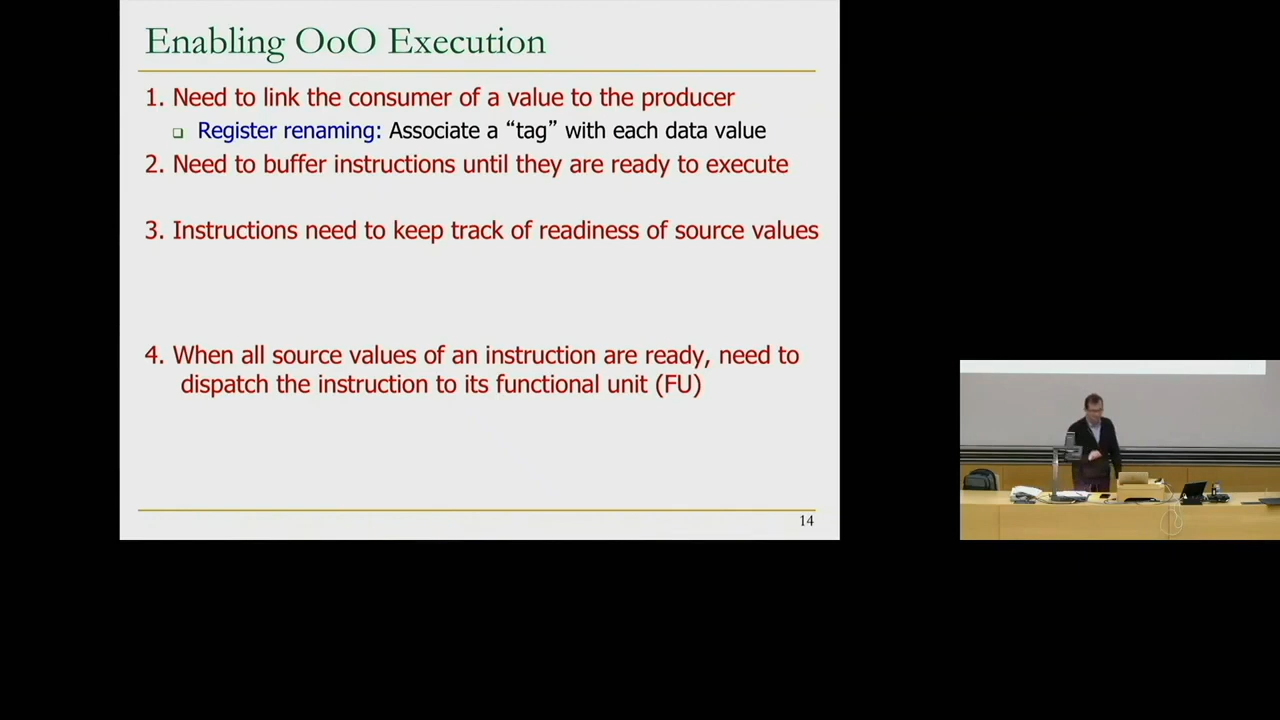 Enabling OoO Execution
1. Need to link the consumer of a value to the producer
Register renaming: Associate a “tag” with each data value
2. Need to buffer instructions until they are ready to execute
3. Instructions need to keep track of readiness of source values
4. When all source values of an instruction are ready, need to
dispatch the instruction to its functional unit (FU)
14